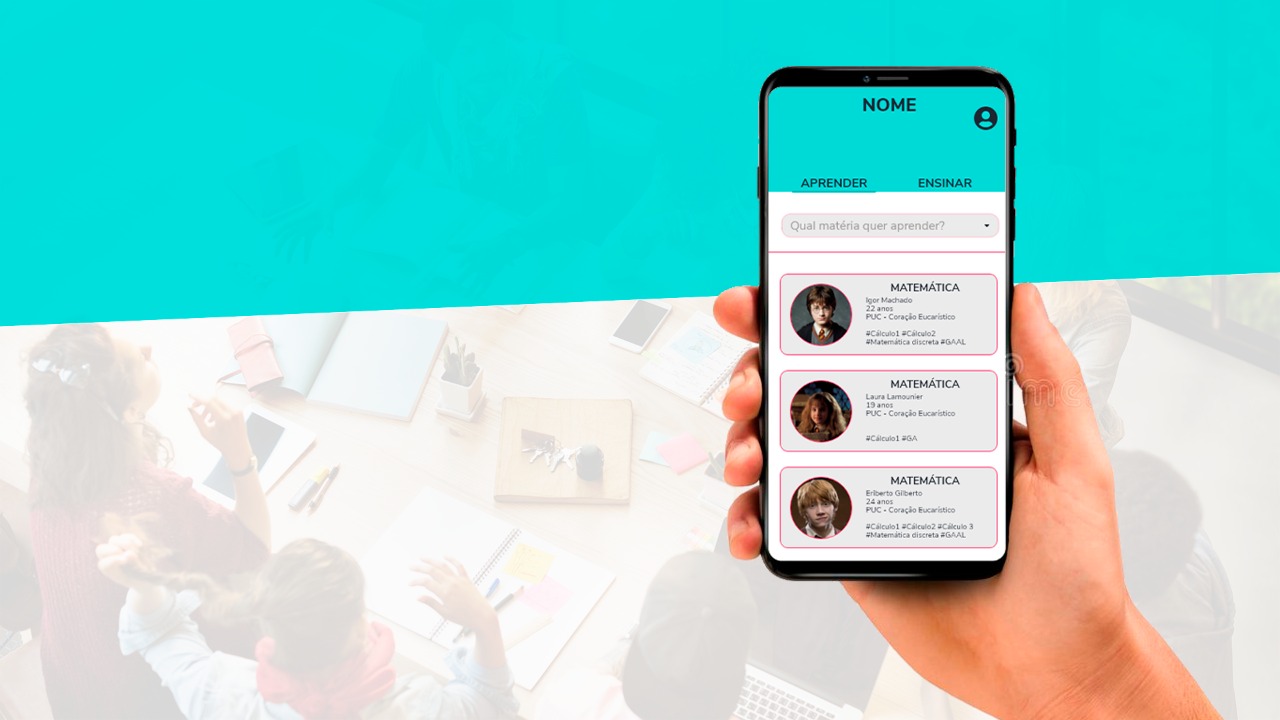 NOME
APRENDER ENSINAR
Qual matéria quer aprender?
MATEMÁTICA
Igor Machado
22 anos
PUC - Coração Eucarístico
#Cálculo1 #Cálculo2
#Matemática discreta #GAAL
MATEMÁTICA
Laura Lamounier
19 anos
PUC - Coração Eucarístico
#Cálculo1 #GA
MATEMÁTICA
Eriberto Gilberto
24 anos
PUC - Coração Eucarístico
#Cálculo1 #Cálculo2 #Cálculo 3
#Matemática discreta #GAAL